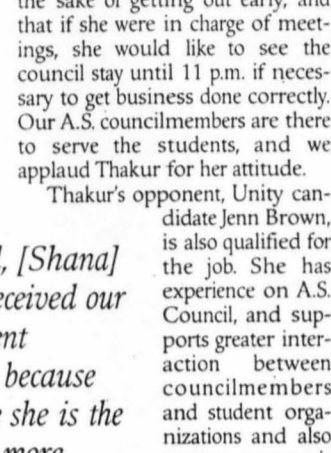 the sake of getting out early, and
that if she were in charge of meet-
ings, she would like to see the
council stay until 11 p.m. if neces-
sary to get business done correctly.
Our A.S. councilmembers are there
to serve the students, and we
applaud Thakur for her attitude.
Thakur's opponent, Unity can-
didate Jenn Brown,
is also qualified for
the job. She has
experience on A.S.
Council, and sup-
ports greater inter-
action between
councilmembers
and student orga-
nizations and also
, [Shana]
eceived our
ent
because
she is the
more